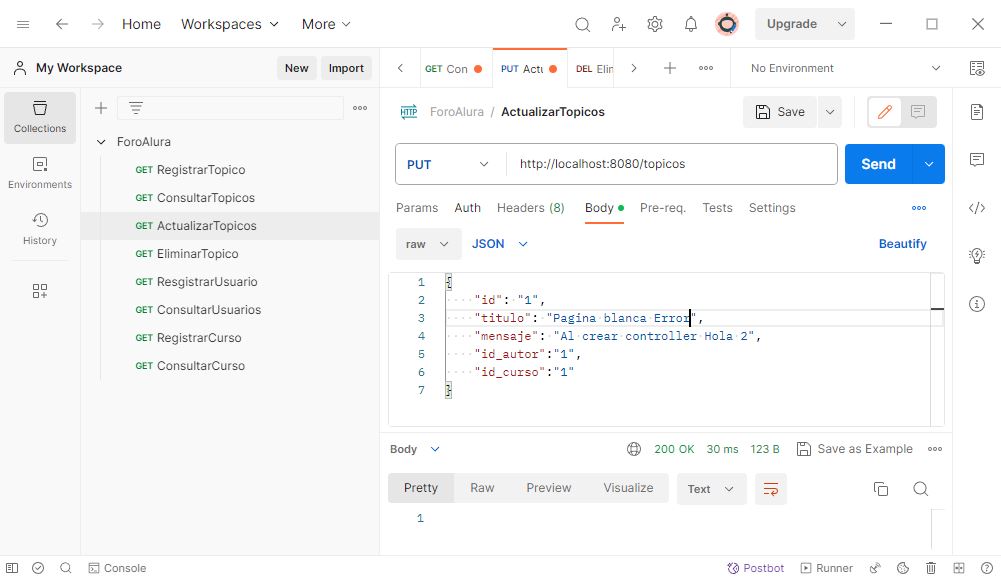 Home Workspaces More Upgrade
My Workspace New Import GET Con PUT Actu DEL Elin No Environment
Collections
Environments
History
ForoAlura
GET RegistrarTopico
GET ConsultarTopicos
GET ActualizarTopicos
GET EliminarTopico
GET ResgistrarUsuario
GET ConsultarUsuarios
GET RegistrarCurso
GET ConsultarCurso
HTTP ForoAlura / ActualizarTopicos Save
PUT http://localhost:8080/topicos Send
Params Auth Headers (8) Body Pre-req. Tests Settings
raw JSON Beautify
1 {
2 "id": "1",
3 "titulo": "Pagina blanca Error",
4 "mensaje": "Al crear controller Hola 2",
5 "id_autor":"1",
6 "id_curso":"1"
7 }
Body 200 OK 30 ms 123 B Save as Example
Pretty Raw Preview Visualize Text
1
Console Postbot Runner